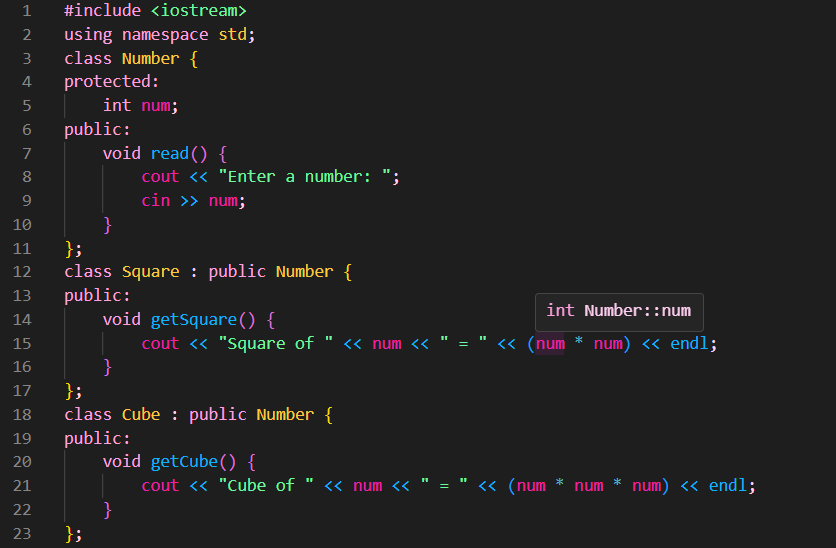 1 #include <iostream>
2 using namespace std;
3 class Number {
4 protected:
5     int num;
6 public:
7     void read() {
8         cout << "Enter a number: ";
9         cin >> num;
10     }
11 };
12 class Square : public Number {
13 public:
int Number::num
14     void getSquare() {
15         cout << "Square of " << num << " = " << (num * num) << endl;
16     }
17 };
18 class Cube : public Number {
19 public:
20     void getCube() {
21         cout << "Cube of " << num << " = " << (num * num * num) << endl;
22     }
23 };